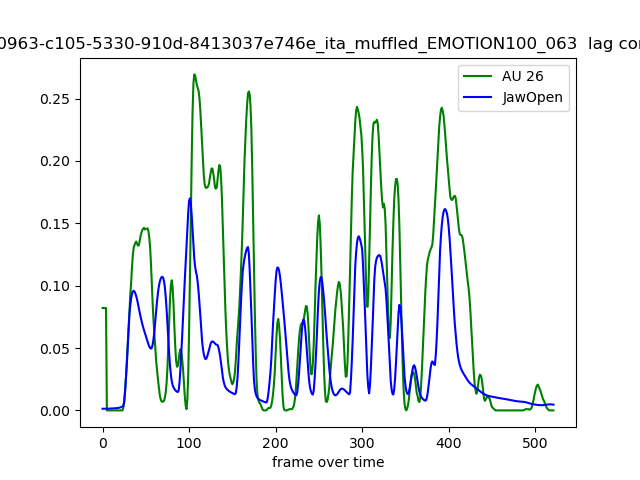 0963-c105-5330-910d-8413037e746e_ita_muffled_EMOTION100_063 lag
AU 26
JawOpen
0.25
0.20
0.15
0.10
0.05
0.00
0 100 200 300 400 500
frame over time